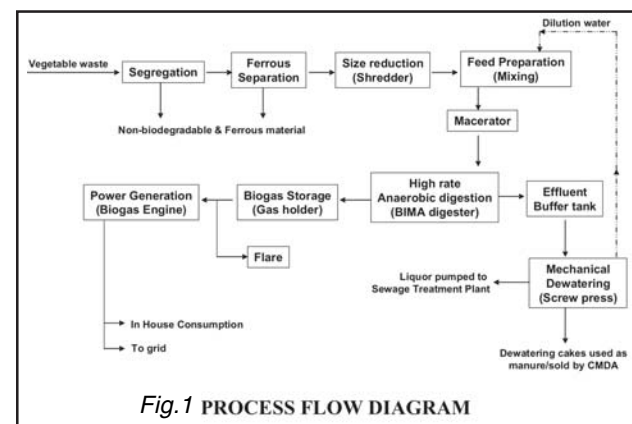 Dilution water
Vegetable waste
Segregation
Ferrous
Separation
Size reduction
(Shredder)
Feed Preparation
(Mixing)
Non-biodegradable & Ferrous material
Macerator
Power Generation
(Biogas Engine)
Biogas Storage
(Gas holder)
High rate
Anaerobic digestion
(BIMA digester)
Effluent
Buffer tank
Flare
Liquor pumped to
Sewage Treatment Plant
Mechanical
Dewatering
(Screw press)
In House Consumption
To grid
Dewatering cakes used as
manure/sold by CMDA
Fig.1 PROCESS FLOW DIAGRAM